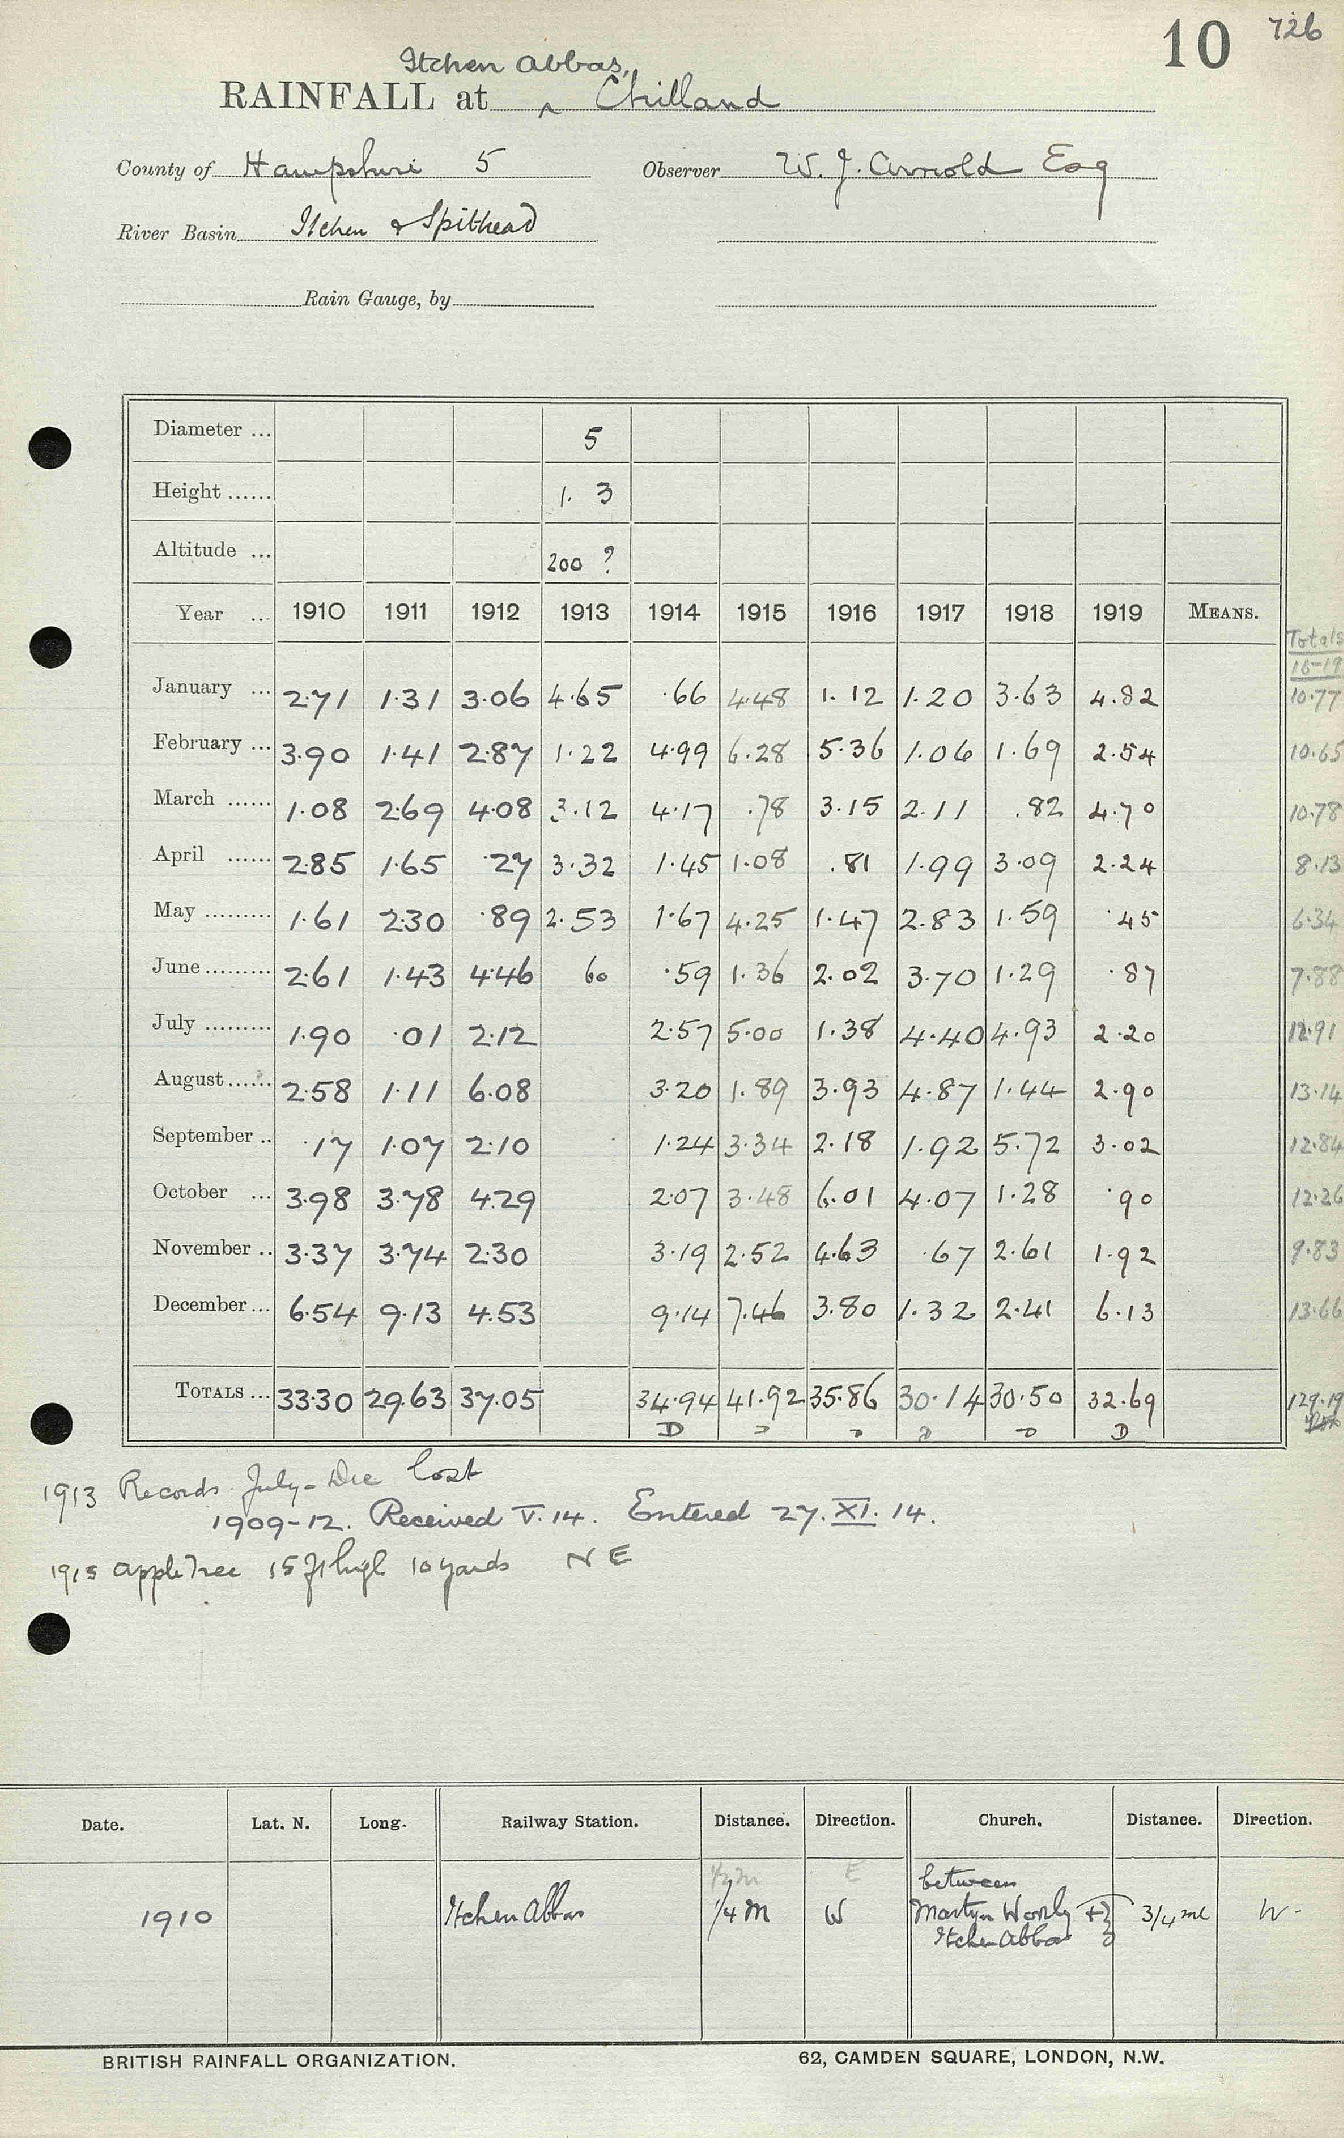 10 726
Itchen Abbas,
RAINFALL at ‸ Chilland
County of Hampshire 5 Observer W. J. Arnold Esq
River Basin Itchen & Spithead
Rain Gauge, by
Diameter ... 5
Height ...... 1. 3
Altitude ... 200 ?
Year ... 1910 1911 1912 1913 1914 1915 1916 1917 1918 1919 MEANS.
Totals
16-19
January ... 2.71 1.31 3.06 4.65 .66 4.48 1.12 1.20 3.63 4.82 10.77
February ... 3.90 1.41 2.87 1.22 4.99 6.28 5.36 1.06 1.69 2.54 10.65
March ...... 1.08 2.69 4.08 3.12 4.17 .78 3.15 2.11 .82 4.70 10.78
April ...... 2.85 1.65 .27 3.32 1.45 1.08 .81 1.99 3.09 2.24 8.13
May ......... 1.61 2.30 .89 2.53 1.67 4.25 1.47 2.83 1.59 .45 6.34
June ......... 2.61 1.43 4.46 60 .59 1.36 2.02 3.70 1.29 .87 7.88
July ......... 1.90 .01 2.12 2.57 5.00 1.38 4.40 4.93 2.20 12.91
August ...... 2.58 1.11 6.08 3.20 1.89 3.93 4.87 1.44 2.90 13.14
September .. .17 1.07 2.10 1.24 3.34 2.18 1.92 5.72 3.02 12.84
October ... 3.98 3.78 4.29 2.07 3.48 6.01 4.07 1.28 .90 12.26
November .. 3.37 3.74 2.30 3.19 2.52 4.63 .67 2.61 1.92 9.83
December ... 6.54 9.13 4.53 9.14 7.46 3.80 1.32 2.41 6.13 13.66
TOTALS ... 33.30 29.63 37.05 34.94 41.92 35.86 30.14 30.50 32.69 129.19
D D D D D D
1913 Records July-Dec lost
1909-12. Received V. 14. Entered 27. XI. 14.
1915 Apple Tree 15 ft high 10 yards NE
Date. Lat. N. Long. Railway Station. Distance. Direction. Church. Distance. Direction.
1/2 m E between
1910 Itchen Abbas 1/4 m W Martyr Worthy + } 3/4 ml W.
Itchen Abbas
BRITISH RAINFALL ORGANIZATION. 62, CAMDEN SQUARE, LONDON, N.W.